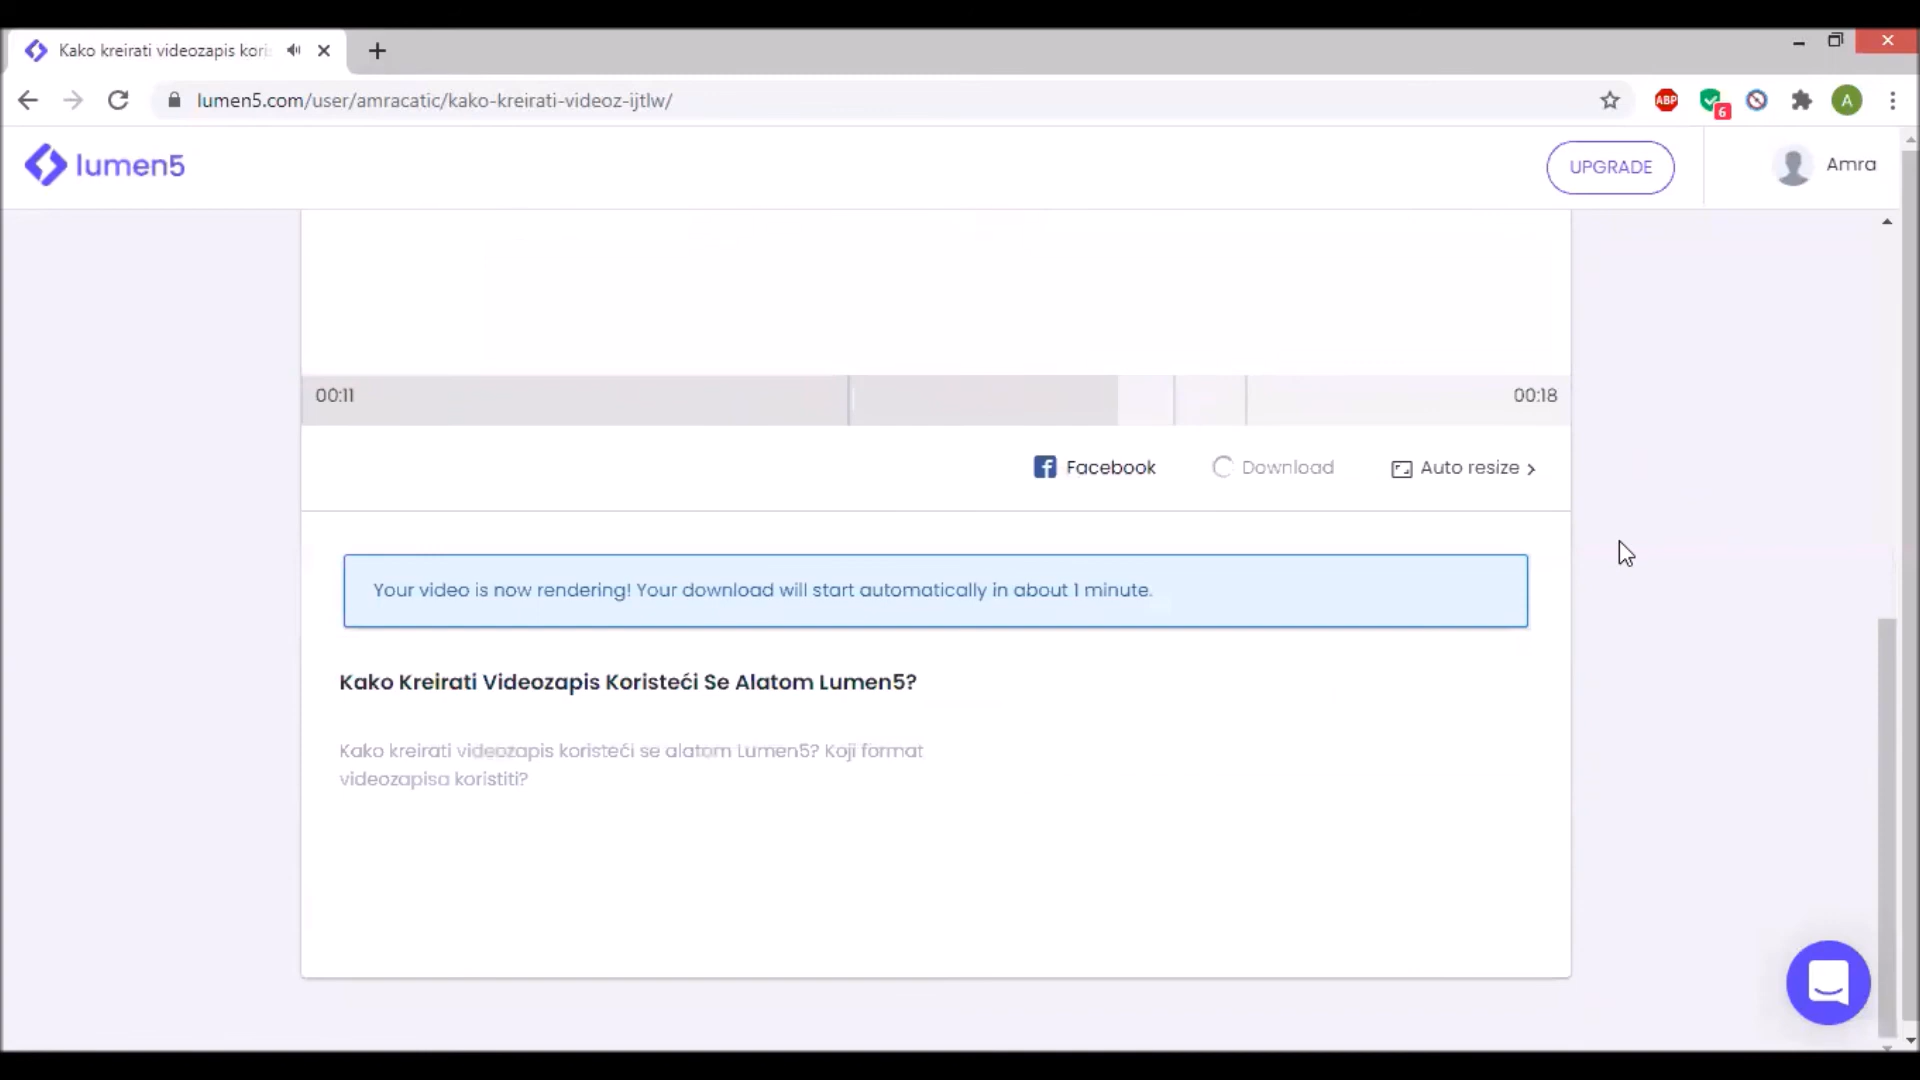 Kako kreirati videozapis kori
lumen5.com/user/amracatic/kako-kreirati-videoz-ijtlw/
ABP
6
A
lumen5
UPGRADE
Amra
00:11
00:18
Facebook
Download
Auto resize
Your video is now rendering! Your download will start automatically in about 1 minute.
Kako Kreirati Videozapis Koristeći Se Alatom Lumen5?
Kako kreirati videozapis koristeći se alatom Lumen5? Koji format
videozapisa koristiti?